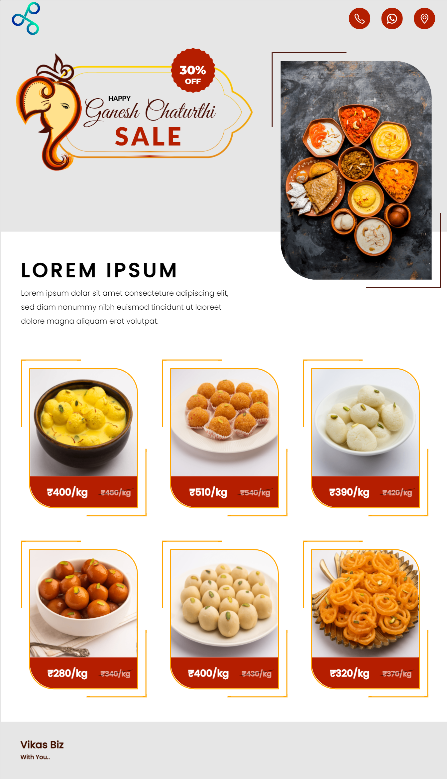 30%
OFF
HAPPY
Ganesh Chaturthi
SALE
LOREM IPSUM
Lorem ipsum dolor sit amet, consectetuer adipiscing elit,
sed diam nonummy nibh euismod tincidunt ut laoreet
dolore magna aliquam erat volutpat.
₹400/kg ₹450/kg
₹510/kg ₹540/kg
₹390/kg ₹420/kg
₹280/kg ₹340/kg
₹400/kg ₹430/kg
₹320/kg ₹370/kg
Vikas Biz
With You..